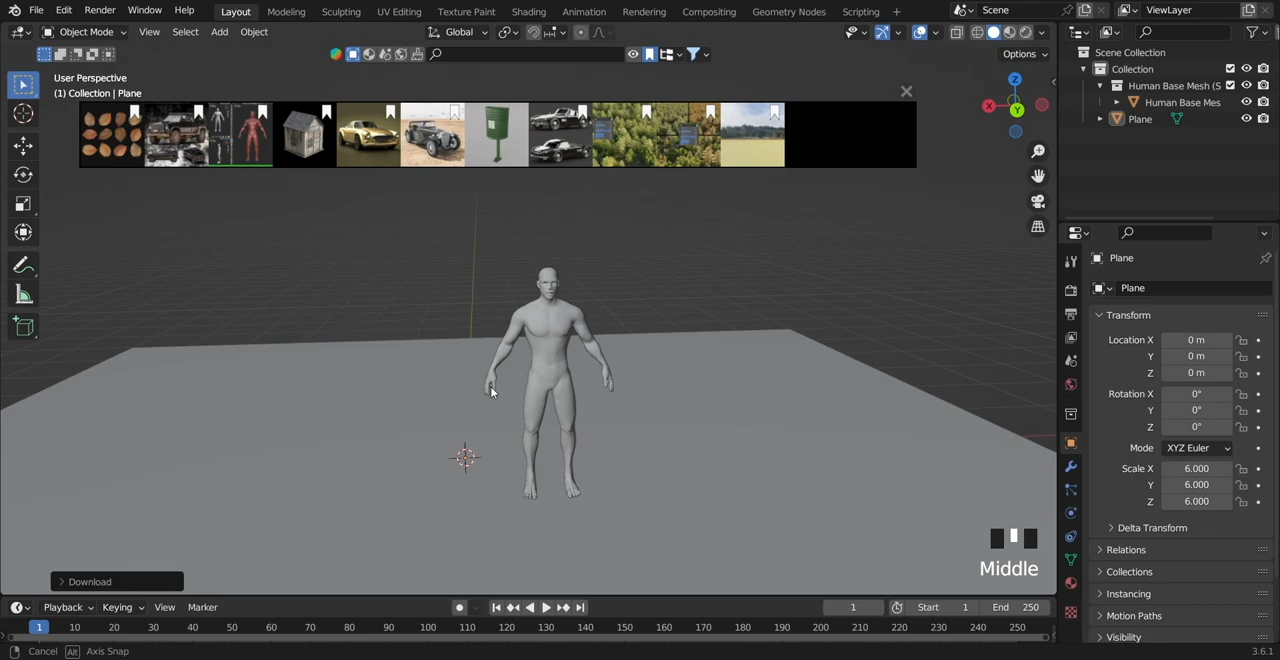 File Edit Render Window Help Layout Modeling Sculpting UV Editing Texture Paint Shading Animation Rendering Compositing Geometry Nodes Scripting + Scene ViewLayer
Object Mode View Select Add Object Global
Options
User Perspective
(1) Collection | Plane
Z
X
Y
Scene Collection
Collection
Human Base Mesh (S
Human Base Mes
Plane
Plane
Plane
Transform
Location X 0 m
Y 0 m
Z 0 m
Rotation X 0°
Y 0°
Z 0°
Mode XYZ Euler
Scale X 6.000
Y 6.000
Z 6.000
Delta Transform
Relations
Collections
Instancing
Motion Paths
Visibility
Middle
Download
Playback Keying View Marker 1 Start 1 End 250
1 10 20 30 40 50 60 70 80 90 100 110 120 130 140 150 160 170 180 190 200 210 220 230 240 250
Cancel Alt Axis Snap 3.6.1